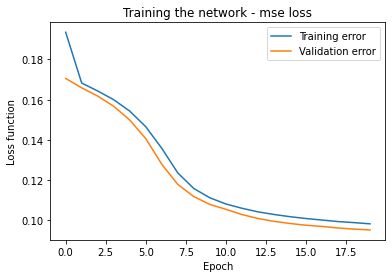 Training the network - mse loss
Training error
Validation error
0.18
0.16
0.14
0.12
0.10
Loss function
0.0
2.5
5.0
7.5
10.0
12.5
15.0
17.5
Epoch